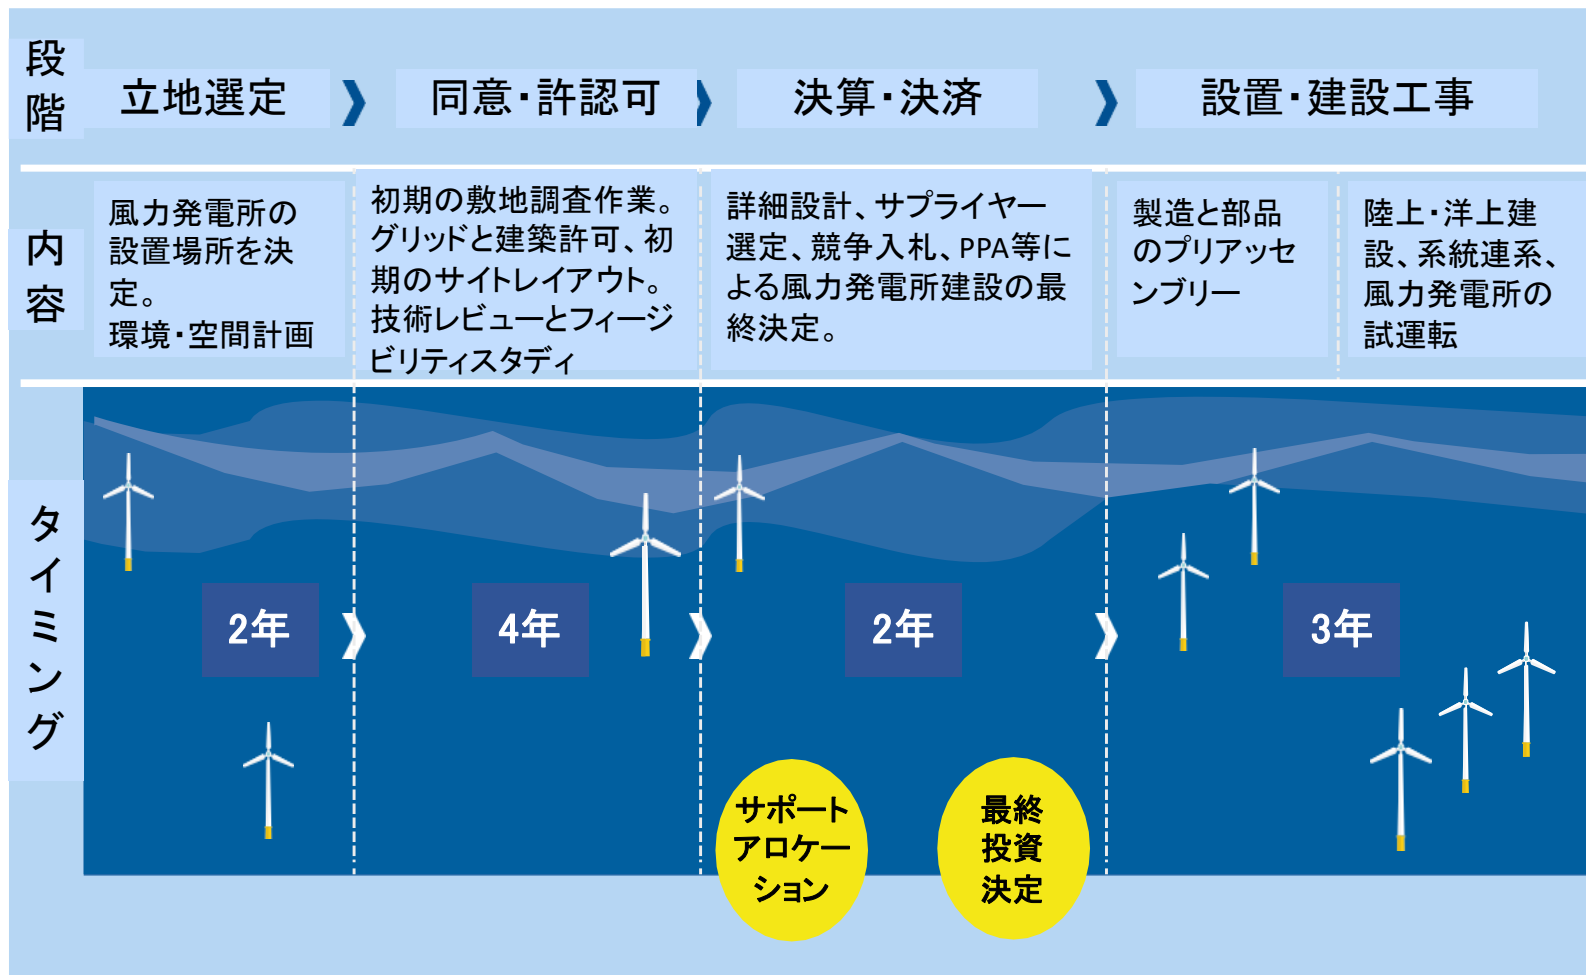 段
階
立地選定
同意・許認可
決算・決済
設置・建設工事
内
容
風力発電所の
設置場所を決
定。
環境・空間計画
初期の敷地調査作業。
グリッドと建築許可、初
期のサイトレイアウト。
技術レビューとフィージ
ビリティスタディ
詳細設計、サプライヤー
選定、競争入札、PPA等に
よる風力発電所建設の最
終決定。
製造と部品
のプリアッセ
ンブリー
陸上・洋上建
設、系統連系、
風力発電所の
試運転
タ
イ
ミ
ン
グ
2年
4年
2年
3年
サポート
アロケー
ション
最終
投資
決定